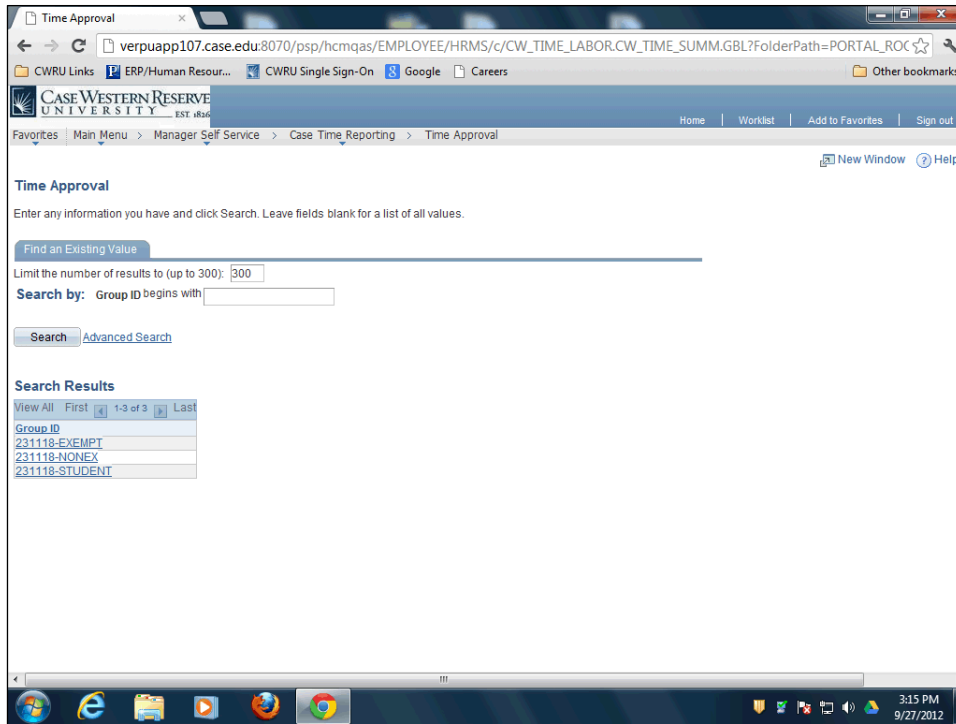 Time Approval
verpuapp107.case.edu:8070/psp/hcmqas/EMPLOYEE/HRMS/c/CW_TIME_LABOR.CW_TIME_SUMM.GBL?FolderPath=PORTAL_ROO
CWRU Links ERP/Human Resour... CWRU Single Sign-On Google Careers Other bookmarks
CASE WESTERN RESERVE
UNIVERSITY EST. 1826
Home | Worklist | Add to Favorites | Sign out
Favorites Main Menu > Manager Self Service > Case Time Reporting > Time Approval
New Window Help
Time Approval
Enter any information you have and click Search. Leave fields blank for a list of all values.
Find an Existing Value
Limit the number of results to (up to 300): 300
Search by: Group ID begins with
Search Advanced Search
Search Results
View All First 1-3 of 3 Last
Group ID
231118-EXEMPT
231118-NONEX
231118-STUDENT
3:15 PM
9/27/2012